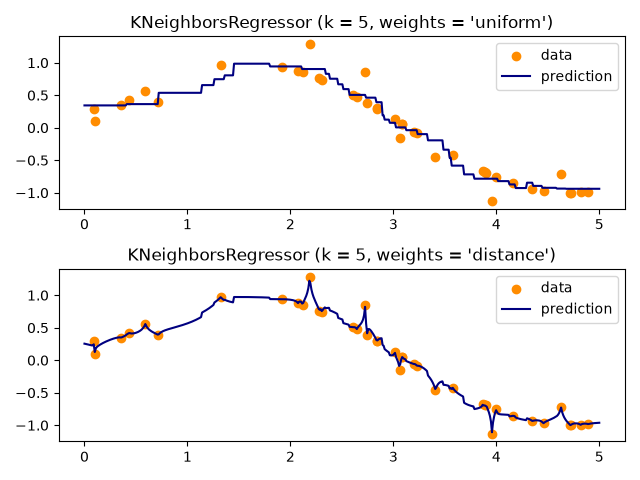 KNeighborsRegressor (k = 5, weights = 'uniform')
data
prediction
1.0
0.5
0.0
−0.5
−1.0
0 1 2 3 4 5
KNeighborsRegressor (k = 5, weights = 'distance')
data
prediction
1.0
0.5
0.0
−0.5
−1.0
0 1 2 3 4 5